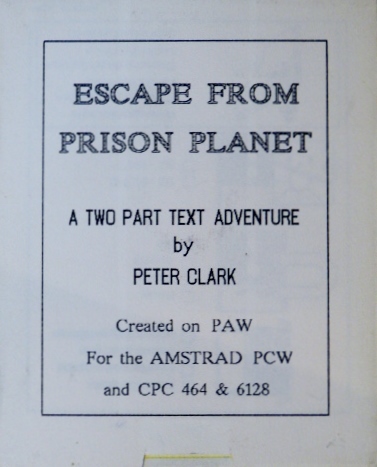 ESCAPE FROM
PRISON PLANET
A TWO PART TEXT ADVENTURE
by
PETER CLARK
Created on PAW
For the AMSTRAD PCW
and CPC 464 & 6128